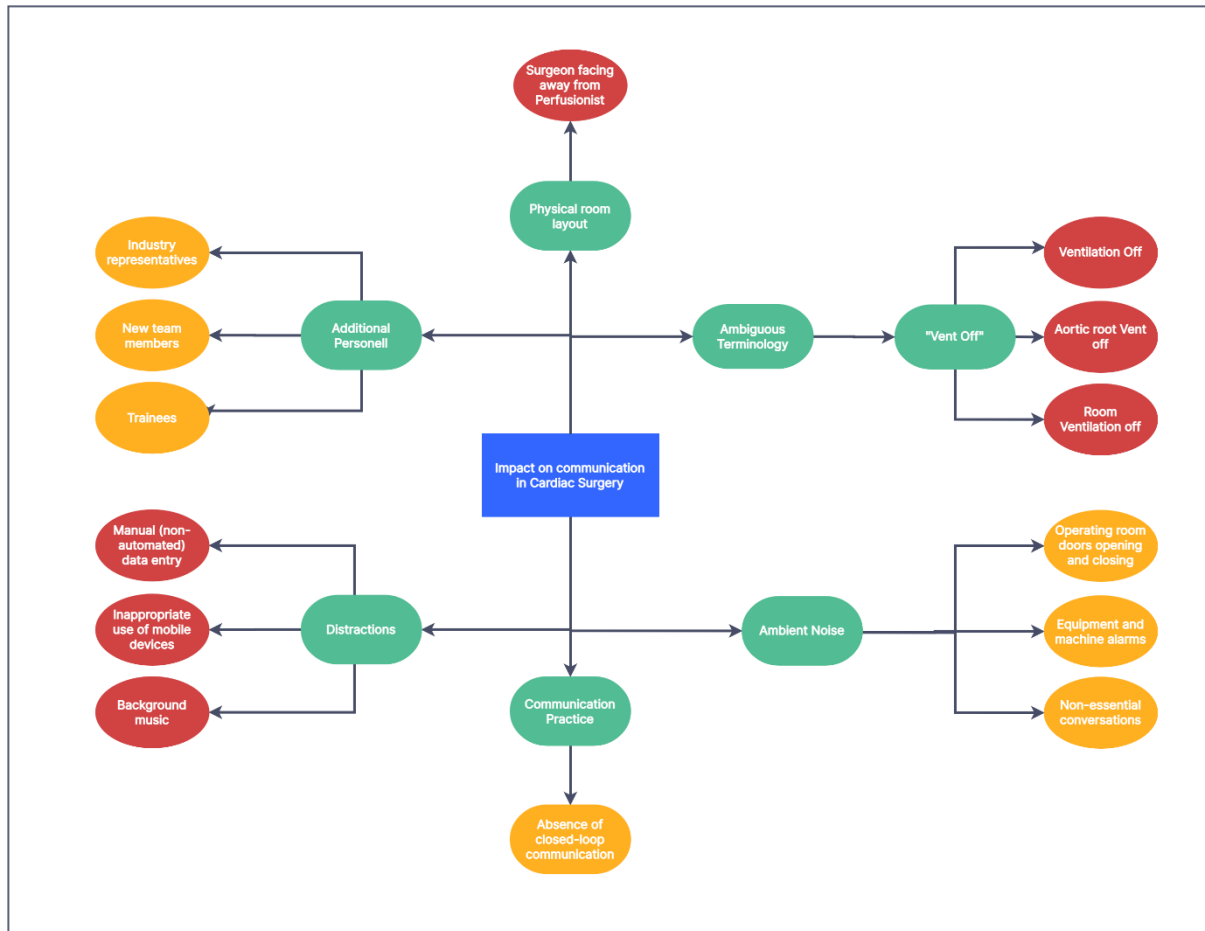 Surgeon facing
away from
Perfusionist
Physical room
layout
Industry
representatives
New team
members
Trainees
Additional
Personell
Ambiguous
Terminology
"Vent Off"
Ventilation Off
Aortic root Vent
off
Room
Ventilation off
Impact on communication
in Cardiac Surgery
Manual (non-
automated)
data entry
Inappropriate
use of mobile
devices
Background
music
Distractions
Communication
Practice
Absence of
closed-loop
communication
Ambient Noise
Operating room
doors opening
and closing
Equipment and
machine alarms
Non-essential
conversations